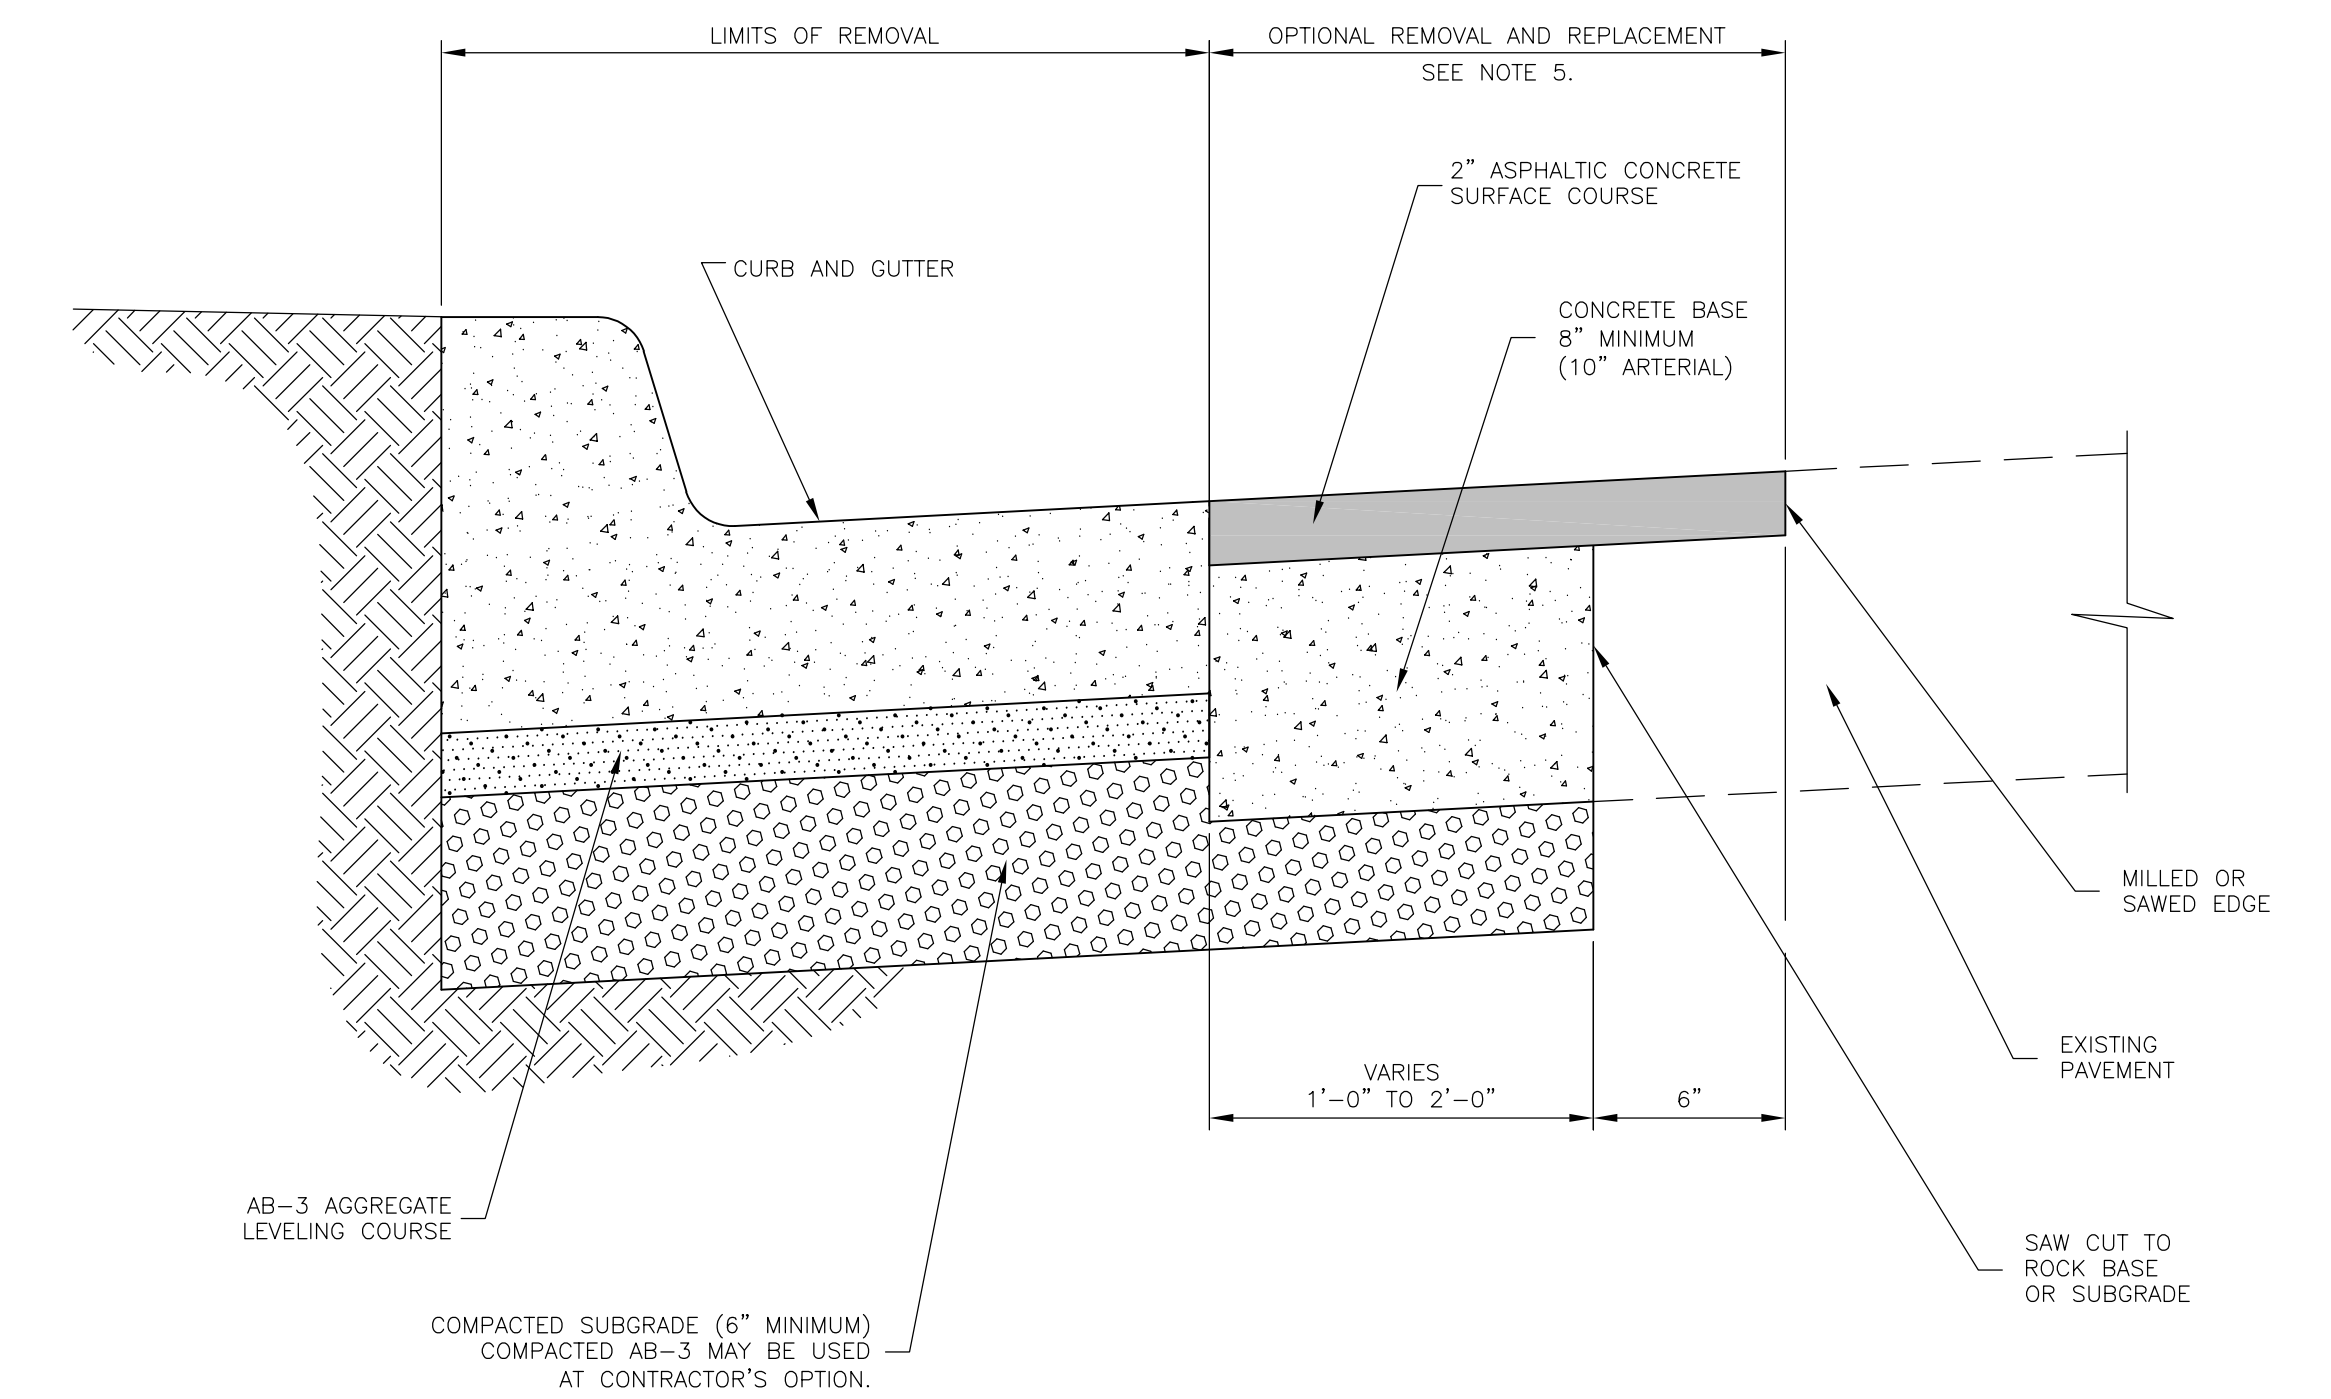 LIMITS OF REMOVAL
OPTIONAL REMOVAL AND REPLACEMENT
SEE NOTE 5.
2" ASPHALTIC CONCRETE
SURFACE COURSE
CURB AND GUTTER
CONCRETE BASE
8" MINIMUM
(10" ARTERIAL)
MILLED OR
SAWED EDGE
EXISTING
PAVEMENT
VARIES
1'-0" TO 2'-0"
6"
AB-3 AGGREGATE
LEVELING COURSE
SAW CUT TO
ROCK BASE
OR SUBGRADE
COMPACTED SUBGRADE (6" MINIMUM)
COMPACTED AB-3 MAY BE USED
AT CONTRACTOR'S OPTION.